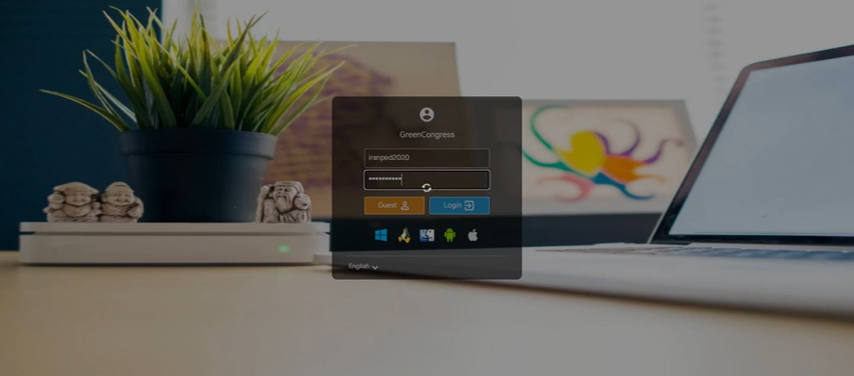 GreenCongress
iranped2020
**********
Guest Login
English